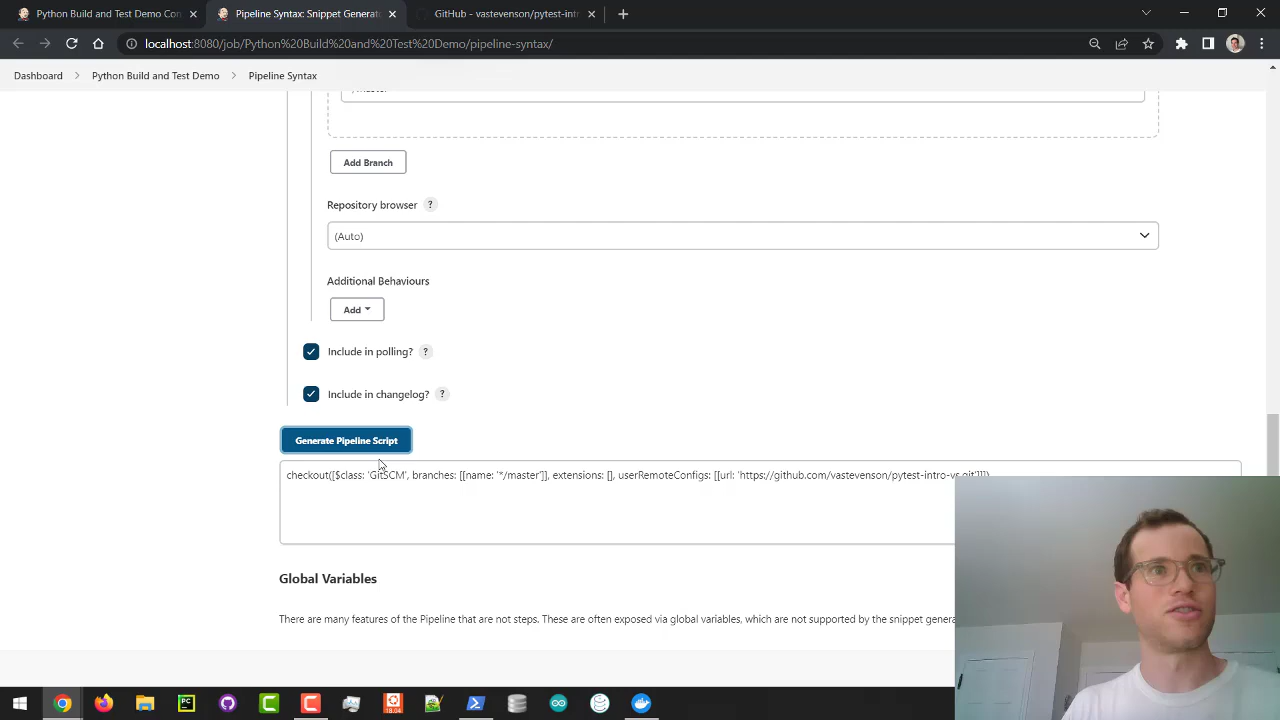 Python Build and Test Demo Con
Pipeline Syntax: Snippet Generato
GitHub - vastevenson/pytest-intr
localhost:8080/job/Python%20Build%20and%20Test%20Demo/pipeline-syntax/
Dashboard
Python Build and Test Demo
Pipeline Syntax
Add Branch
Repository browser ?
(Auto)
Additional Behaviours
Add
Include in polling? ?
Include in changelog? ?
Generate Pipeline Script
checkout([$class: 'GitSCM', branches: [[name: '*/master']], extensions: [], userRemoteConfigs: [[url: 'https://github.com/vastevenson/pytest-intro-vs.git']]])
Global Variables
There are many features of the Pipeline that are not steps. These are often exposed via global variables, which are not supported by the snippet genera
PC
18.04